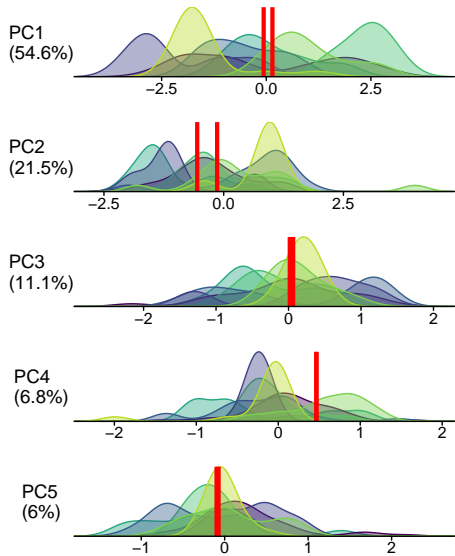 PC1
(54.6%)
−2.5 0.0 2.5
PC2
(21.5%)
−2.5 0.0 2.5
PC3
(11.1%)
−2 −1 0 1 2
PC4
(6.8%)
−2 −1 0 1 2
PC5
(6%)
−1 0 1 2